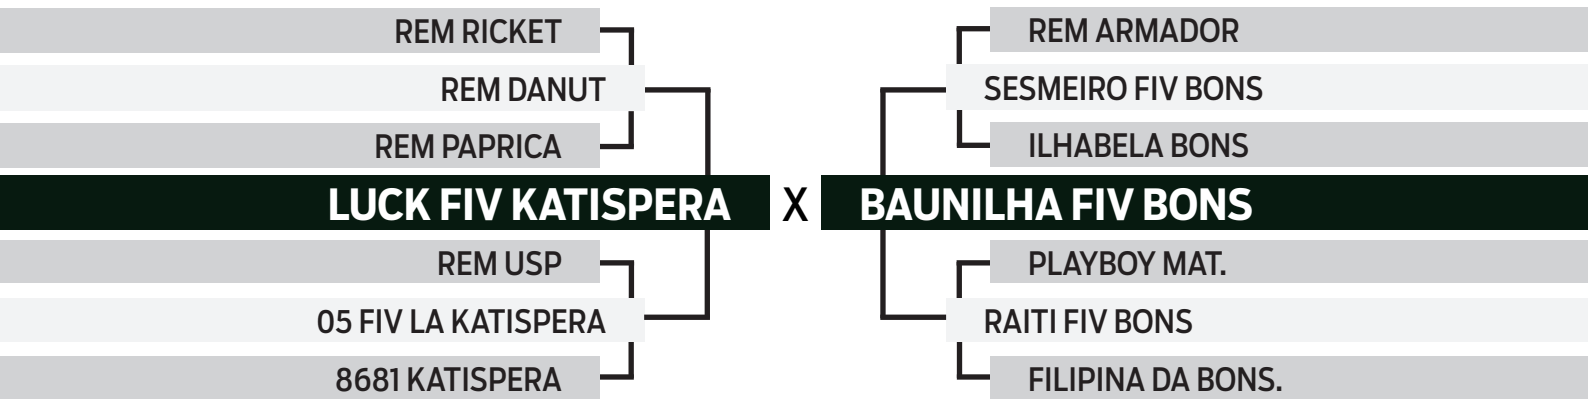 REM RICKET
REM DANUT
REM PAPRICA
LUCK FIV KATISPERA X BAUNILHA FIV BONS
REM USP
05 FIV LA KATISPERA
8681 KATISPERA
REM ARMADOR
SESMEIRO FIV BONS
ILHABELA BONS
PLAYBOY MAT.
RAITI FIV BONS
FILIPINA DA BONS.